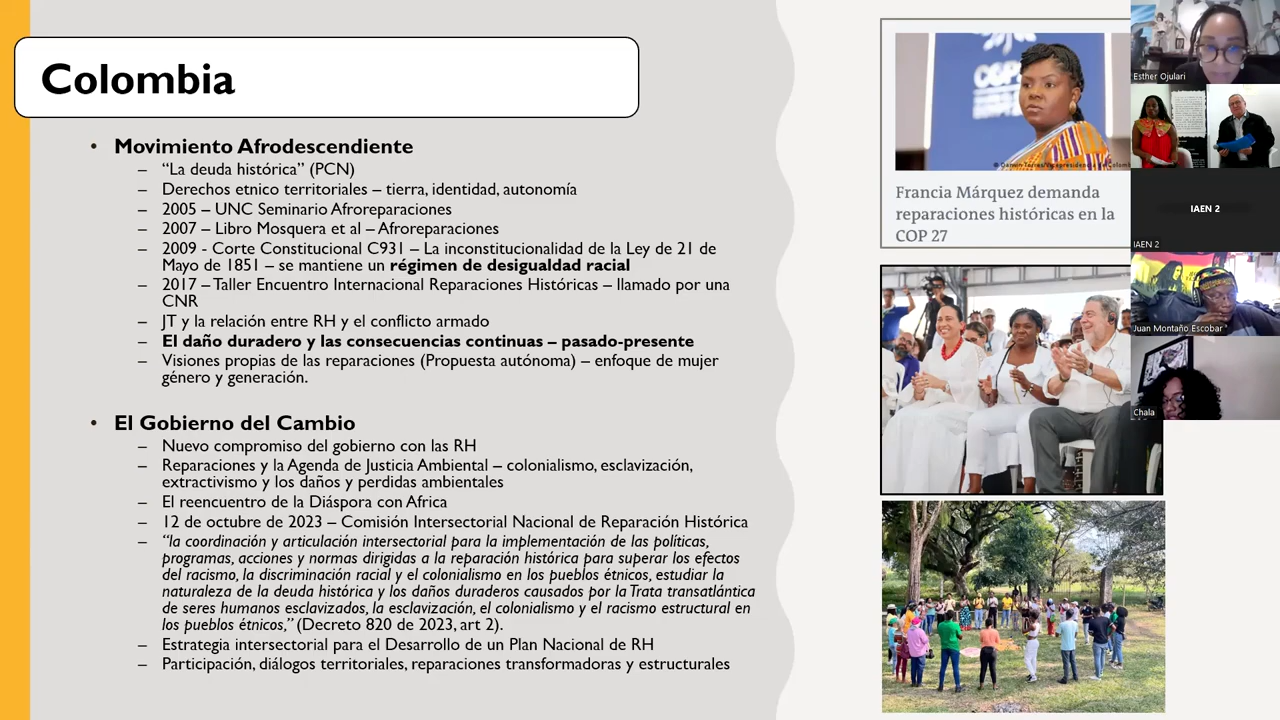 Colombia
• Movimiento Afrodescendiente
– “La deuda histórica” (PCN)
– Derechos etnico territoriales – tierra, identidad, autonomía
– 2005 – UNC Seminario Afroreparaciones
– 2007 – Libro Mosquera et al – Afroreparaciones
– 2009 - Corte Constitucional C931 – La inconstitucionalidad de la Ley de 21 de
Mayo de 1851 – se mantiene un régimen de desigualdad racial
– 2017 – Taller Encuentro Internacional Reparaciones Históricas – llamado por una
CNR
– JT y la relación entre RH y el conflicto armado
– El daño duradero y las consecuencias continuas – pasado-presente
– Visiones propias de las reparaciones (Propuesta autónoma) – enfoque de mujer
género y generación.
• El Gobierno del Cambio
– Nuevo compromiso del gobierno con las RH
– Reparaciones y la Agenda de Justicia Ambiental – colonialismo, esclavización,
extractivismo y los daños y perdidas ambientales
– El reencuentro de la Diáspora con Africa
– 12 de octubre de 2023 – Comisión Intersectorial Nacional de Reparación Histórica
– “la coordinación y articulación intersectorial para la implementación de las políticas,
programas, acciones y normas dirigidas a la reparación histórica para superar los efectos
del racismo, la discriminación racial y el colonialismo en los pueblos étnicos, estudiar la
naturaleza de la deuda histórica y los daños duraderos causados por la Trata transatlántica
de seres humanos esclavizados, la esclavización, el colonialismo y el racismo estructural en
los pueblos étnicos,” (Decreto 820 de 2023, art 2).
– Estrategia intersectorial para el Desarrollo de un Plan Nacional de RH
– Participación, diálogos territoriales, reparaciones transformadoras y estructurales
Francia Márquez demanda
reparaciones históricas en la
COP 27
Esther Ojulari
IAEN 2
IAEN 2
Juan Montaño Escobar
Chala